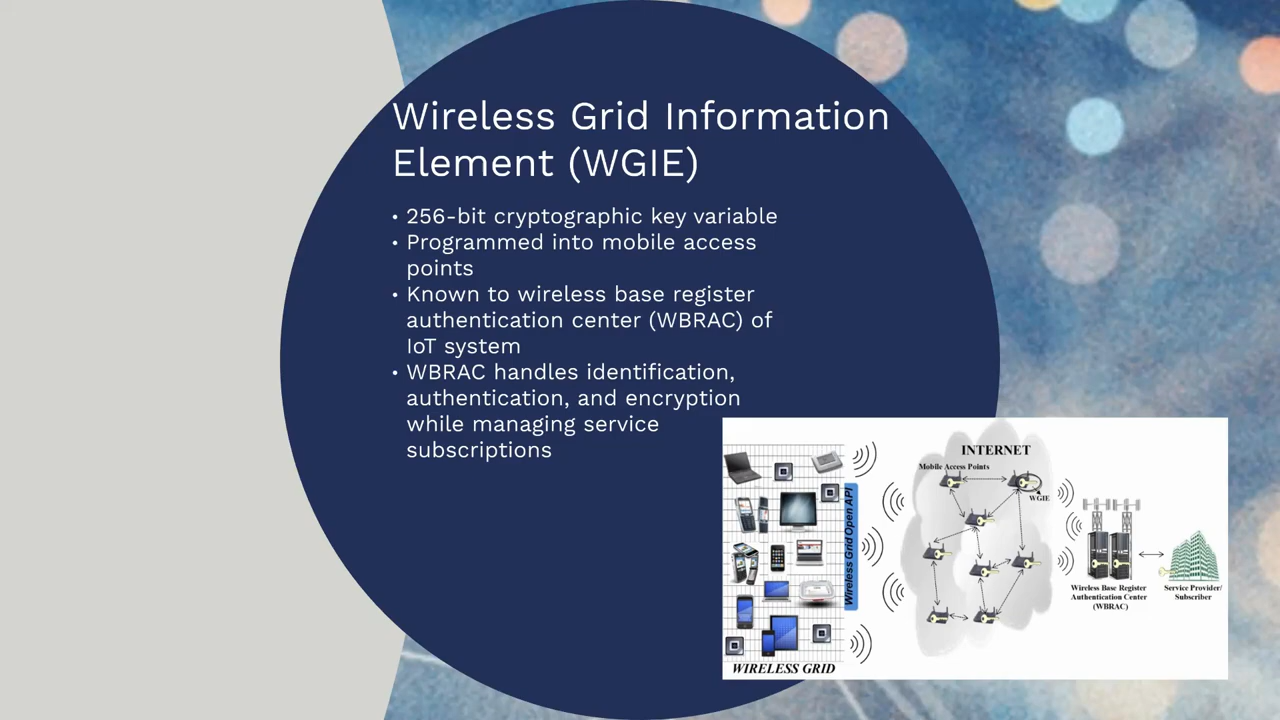 Wireless Grid Information
Element (WGIE)
• 256-bit cryptographic key variable
• Programmed into mobile access
points
• Known to wireless base register
authentication center (WBRAC) of
IoT system
• WBRAC handles identification,
authentication, and encryption
while managing service
subscriptions
INTERNET
Mobile Access Points
WGIE
Wireless Grid Open API
Wireless Base Register
Authentication Center
(WBRAC)
Service Provider/
Subscriber
WIRELESS GRID